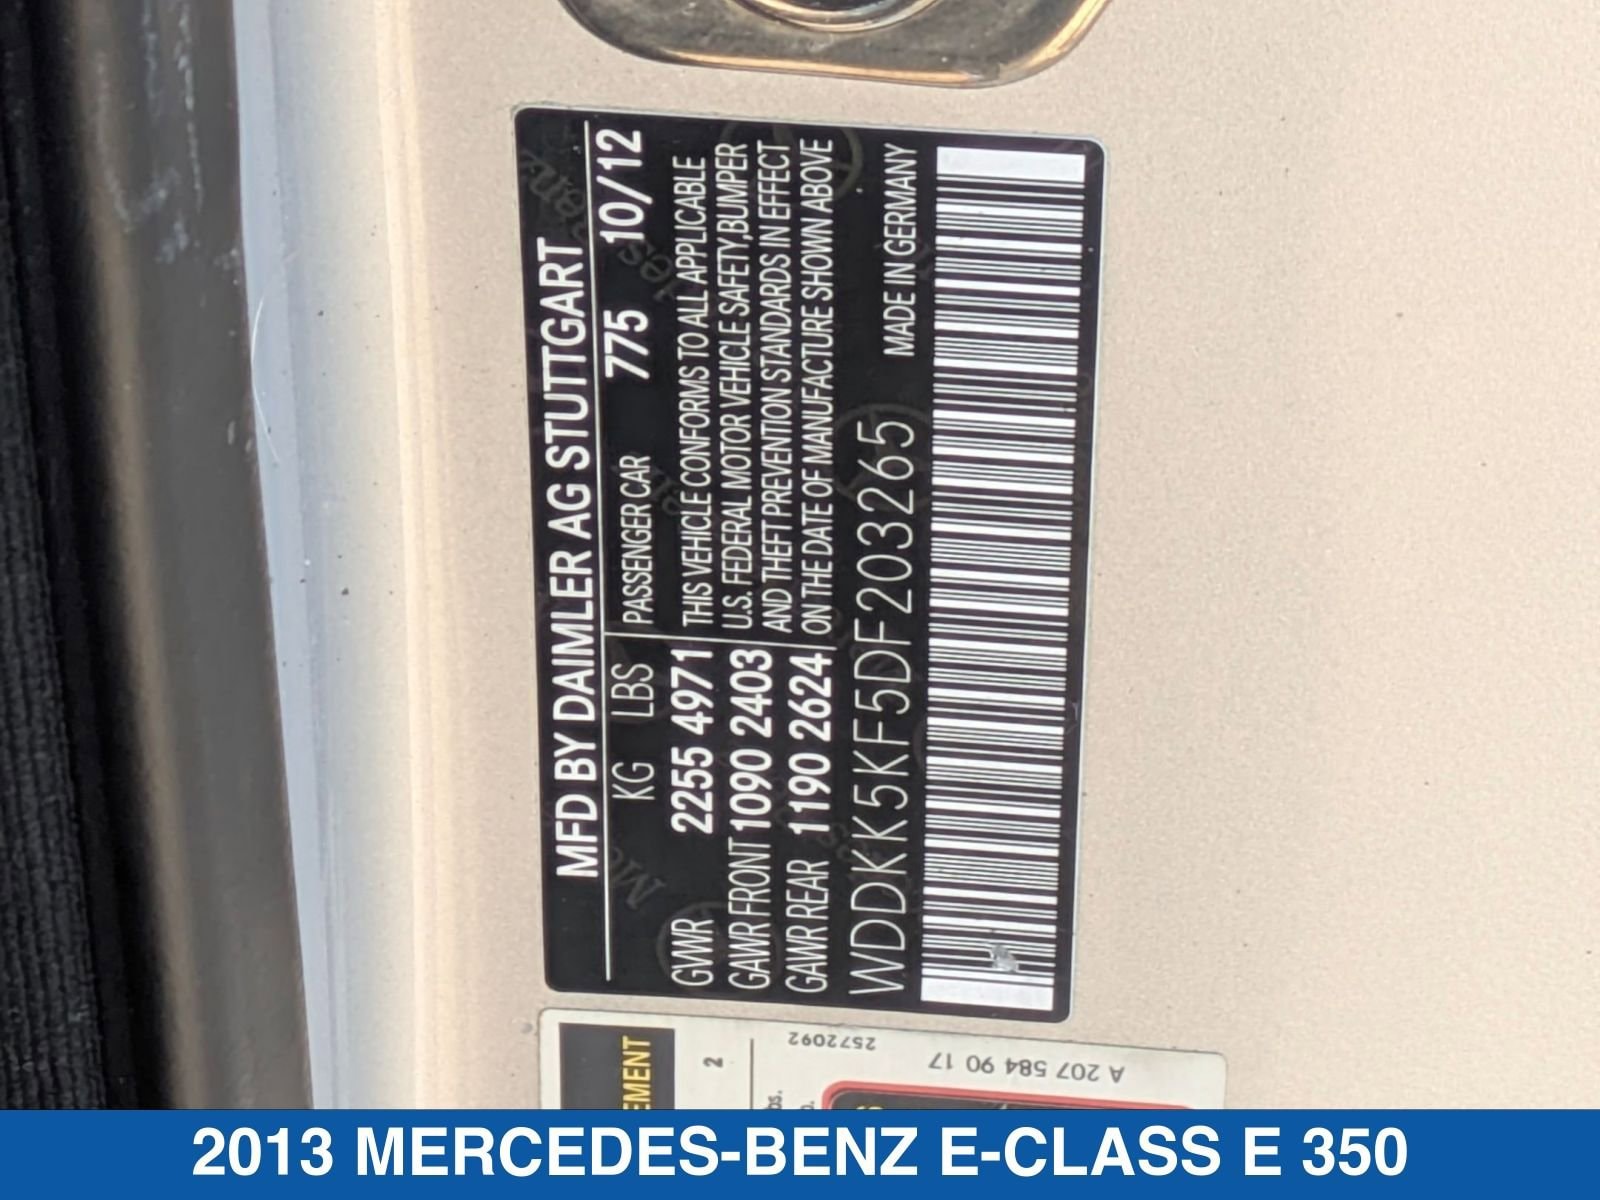 MFD BY DAIMLER AG STUTTGART
KG LBS PASSENGER CAR 775 10/12
GVWR 2255 4971
GAWR FRONT 1090 2403
GAWR REAR 1190 2624
THIS VEHICLE CONFORMS TO ALL APPLICABLE
U.S. FEDERAL MOTOR VEHICLE SAFETY,BUMPER
AND THEFT PREVENTION STANDARDS IN EFFECT
ON THE DATE OF MANUFACTURE SHOWN ABOVE
MADE IN GERMANY
WDDKK5KF5DF203265
2
2572092
A 207 584 90 17
2013 MERCEDES-BENZ E-CLASS E 350